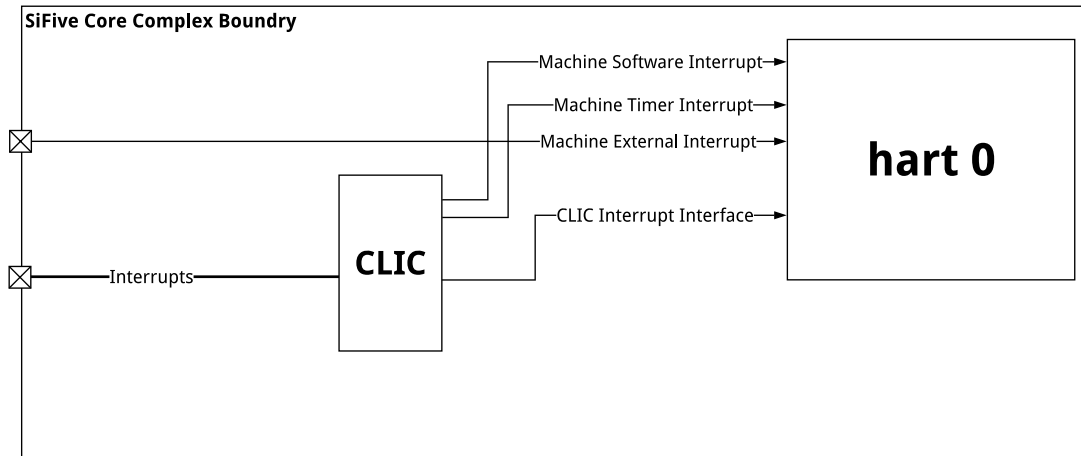 SiFive Core Complex Boundry
Machine Software Interrupt
Machine Timer Interrupt
Machine External Interrupt
hart 0
CLIC Interrupt Interface
CLIC
Interrupts